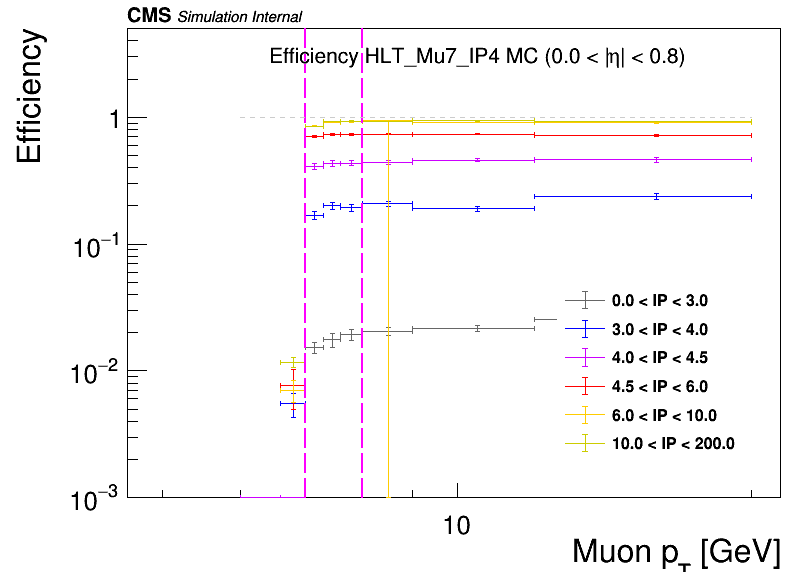 CMS Simulation Internal
Efficiency HLT_Mu7_IP4 MC (0.0 < |η| < 0.8)
Efficiency
1
10⁻¹
10⁻²
10⁻³
0.0 < IP < 3.0
3.0 < IP < 4.0
4.0 < IP < 4.5
4.5 < IP < 6.0
6.0 < IP < 10.0
10.0 < IP < 200.0
10
Muon p_T [GeV]